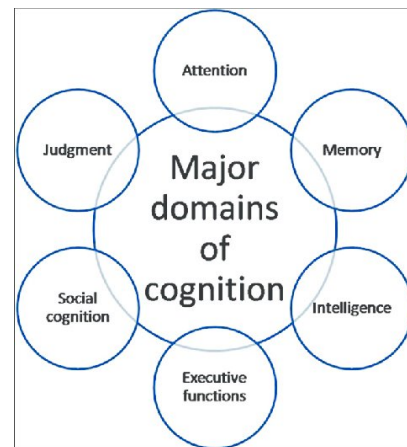 Attention
Judgment
Memory
Major
domains
of
cognition
Social
cognition
Intelligence
Executive
functions